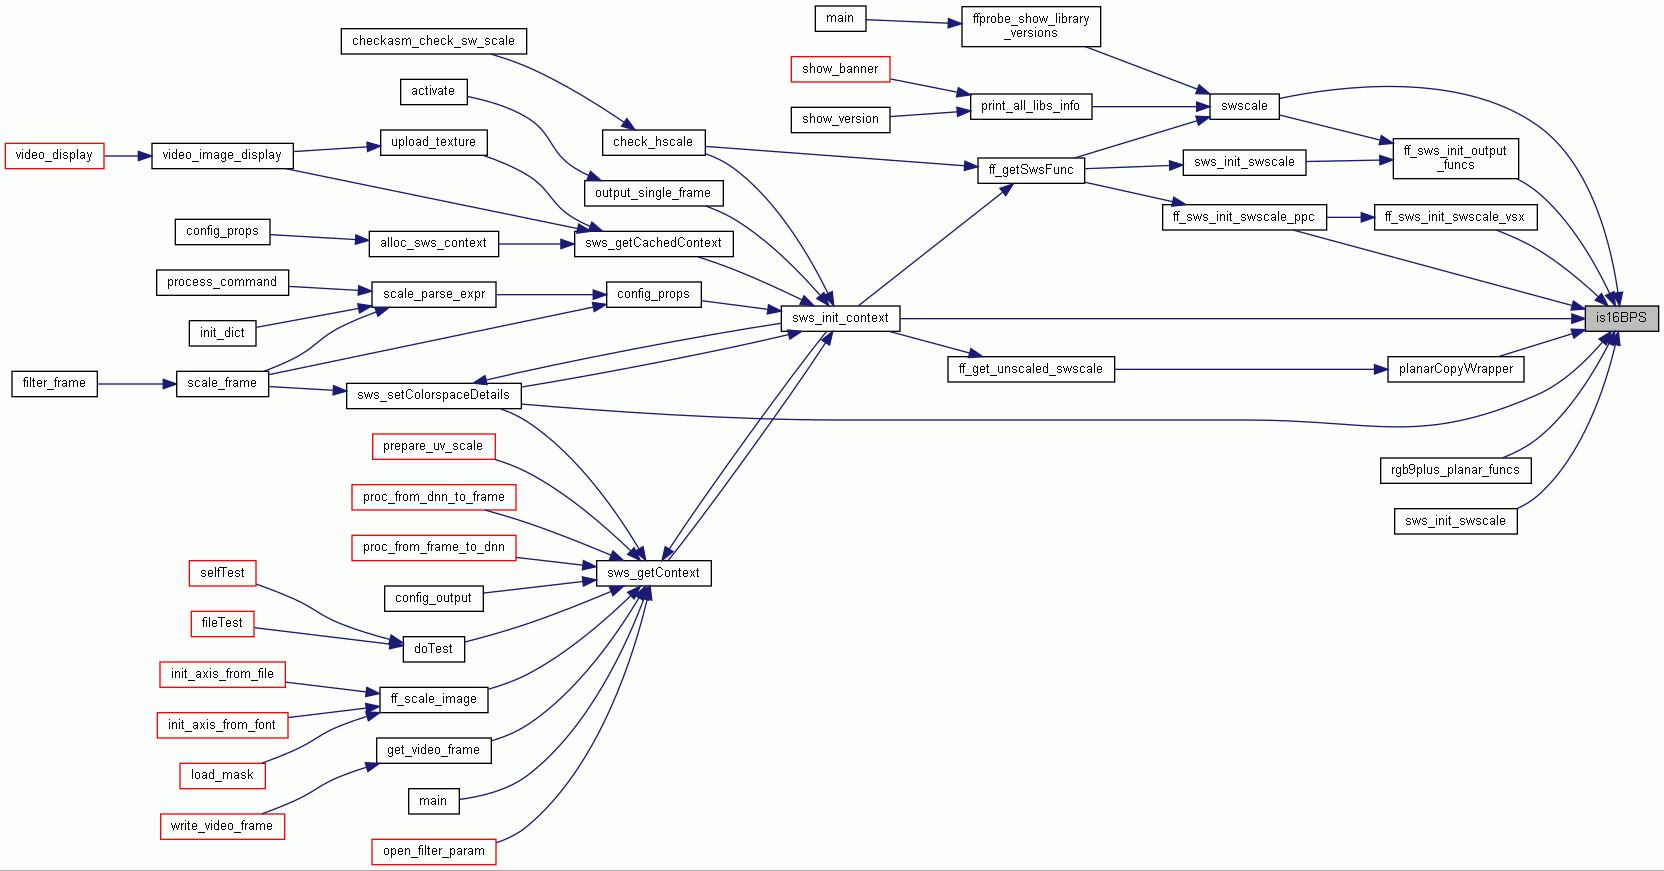 main
ffprobe_show_library
_versions
checkasm_check_sw_scale
show_banner
activate
print_all_libs_info
swscale
show_version
upload_texture
check_hscale
video_display
video_image_display
ff_getSwsFunc
sws_init_swscale
ff_sws_init_output
_funcs
output_single_frame
ff_sws_init_swscale_ppc
ff_sws_init_swscale_vsx
config_props
alloc_sws_context
sws_getCachedContext
process_command
scale_parse_expr
config_props
sws_init_context
is16BPS
init_dict
filter_frame
scale_frame
sws_setColorspaceDetails
ff_get_unscaled_swscale
planarCopyWrapper
prepare_uv_scale
rgb9plus_planar_funcs
proc_from_dnn_to_frame
sws_init_swscale
proc_from_frame_to_dnn
selfTest
config_output
sws_getContext
fileTest
doTest
init_axis_from_file
ff_scale_image
init_axis_from_font
get_video_frame
load_mask
main
write_video_frame
open_filter_param